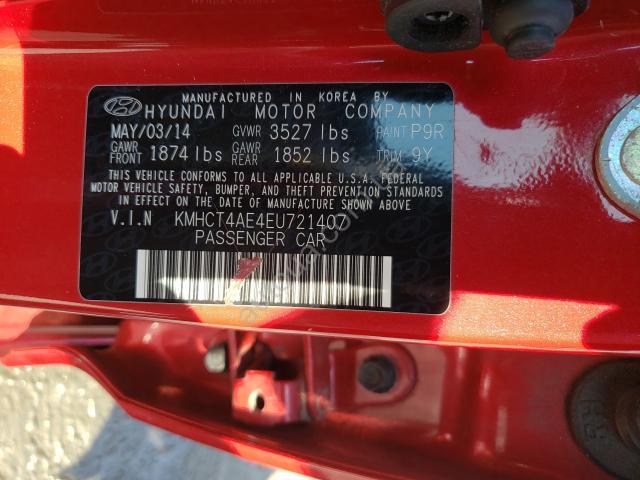 MANUFACTURED IN KOREA BY
HYUNDAI MOTOR COMPANY
MAY/03/14 GVWR 3527 lbs PAINT P9R
GAWR FRONT 1874 lbs GAWR REAR 1852 lbs TRIM 9Y
THIS VEHICLE CONFORMS TO ALL APPLICABLE U.S.A. FEDERAL
MOTOR VEHICLE SAFETY, BUMPER, AND THEFT PREVENTION STANDARDS
IN EFFECT ON THE DATE OF MANUFACTURE SHOWN ABOVE
V.I.N KMHCT4AE4EU721407
PASSENGER CAR